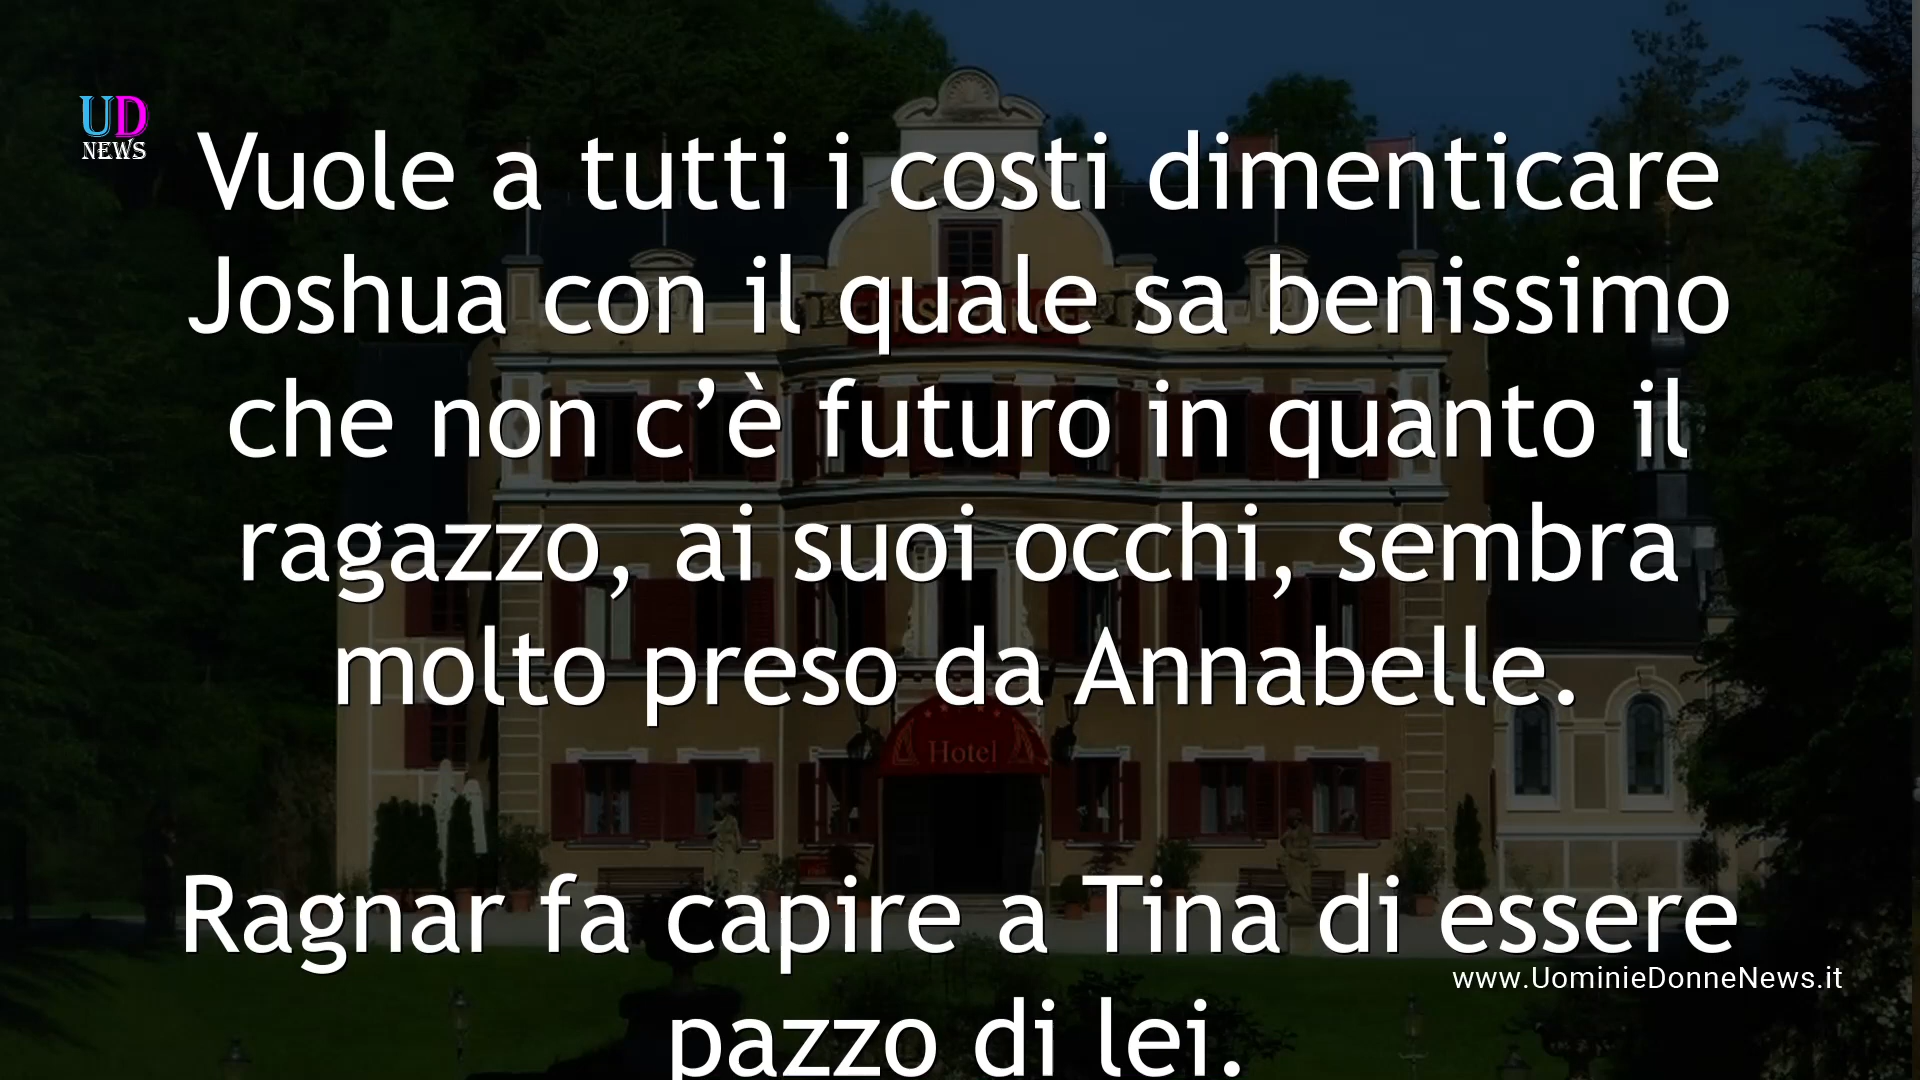 UD
NEWS
Vuole a tutti i costi dimenticare
Joshua con il quale sa benissimo
che non c’è futuro in quanto il
ragazzo, ai suoi occhi, sembra
molto preso da Annabelle.
Hotel
Ragnar fa capire a Tina di essere
www.UominieDonneNews.it
pazzo di lei.